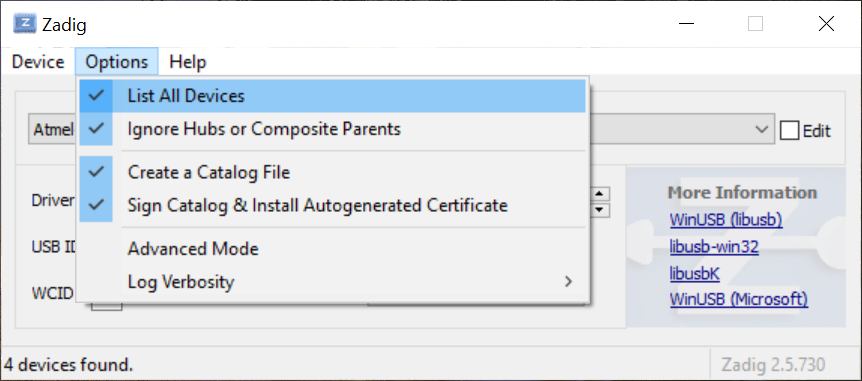 Zadig
Device Options Help
List All Devices
Ignore Hubs or Composite Parents
Create a Catalog File
Sign Catalog & Install Autogenerated Certificate
Advanced Mode
Log Verbosity
Atmel
Edit
Driver
USB ID
WCID
More Information
WinUSB (libusb)
libusb-win32
libusbK
WinUSB (Microsoft)
4 devices found.
Zadig 2.5.730